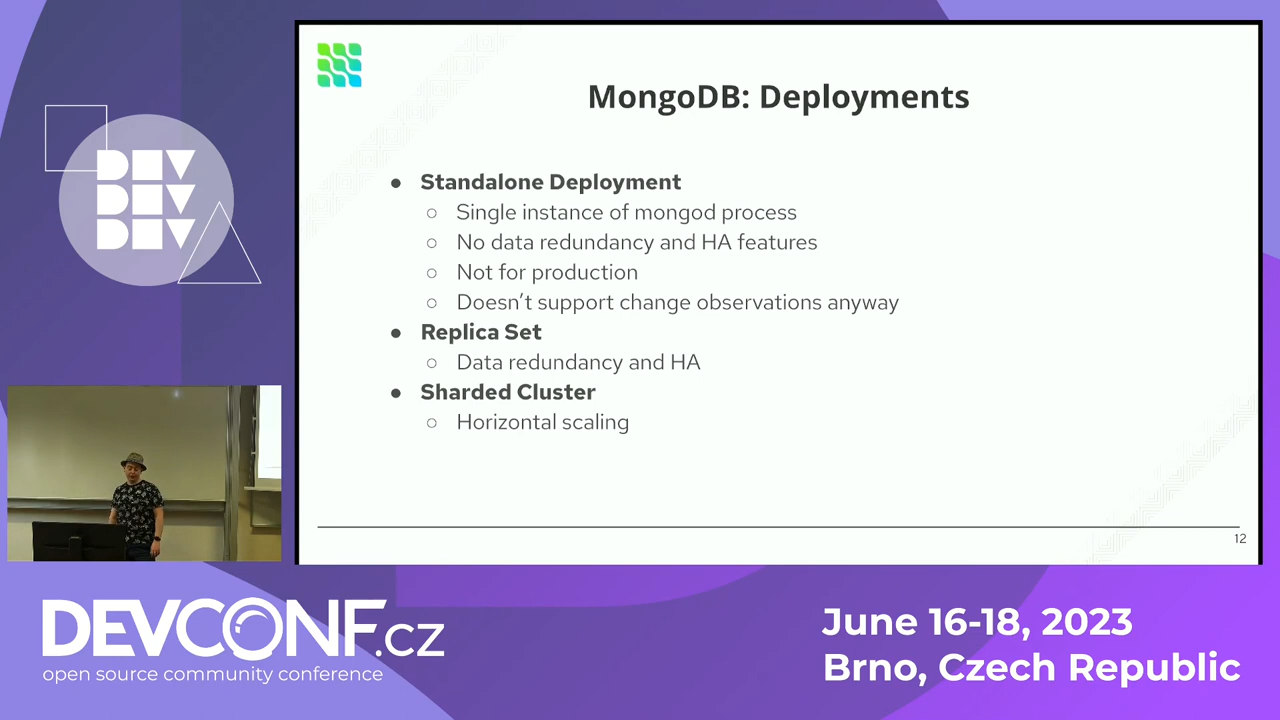 DEV
DEV
DEV
MongoDB: Deployments
● Standalone Deployment
○ Single instance of mongod process
○ No data redundancy and HA features
○ Not for production
○ Doesn’t support change observations anyway
● Replica Set
○ Data redundancy and HA
● Sharded Cluster
○ Horizontal scaling
12
DEVCONF.cz
open source community conference
June 16-18, 2023
Brno, Czech Republic